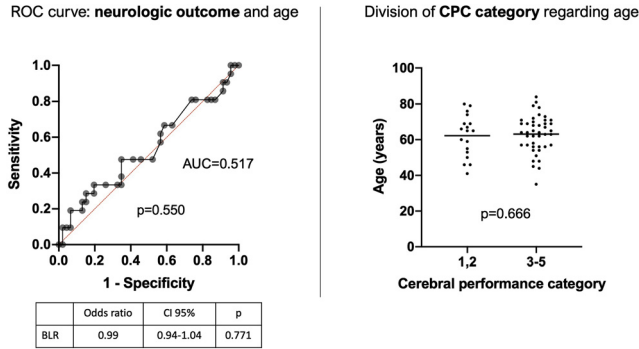 ROC curve: neurologic outcome and age
Sensitivity
1.0
0.8
0.6
0.4
0.2
0.0
AUC=0.517
p=0.550
0.0 0.2 0.4 0.6 0.8 1.0
1 - Specificity
Odds ratio CI 95% p
BLR 0.99 0.94-1.04 0.771
Division of CPC category regarding age
Age (years)
100
80
60
40
20
0
p=0.666
1,2 3-5
Cerebral performance category